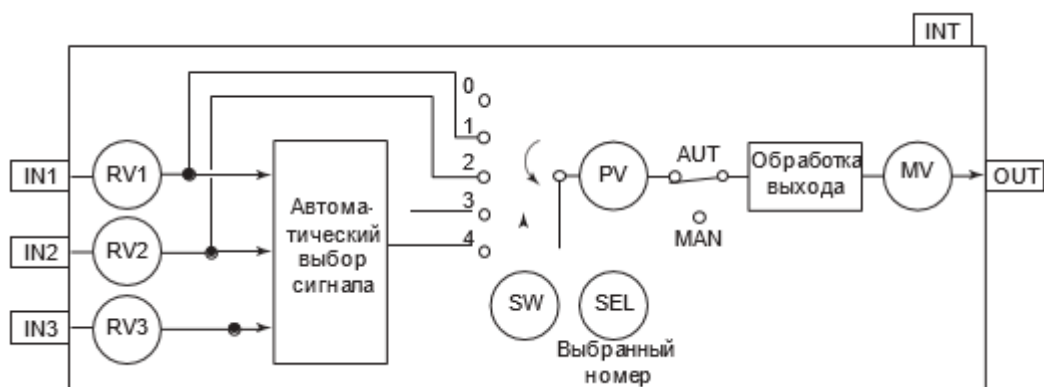 INT
0
1
2
3
4
IN1
RV1
IN2
RV2
IN3
RV3
Автома-
тический
выбор
сигнала
PV
AUT
MAN
Обработка
выхода
MV
OUT
SW
SEL
Выбранный
номер